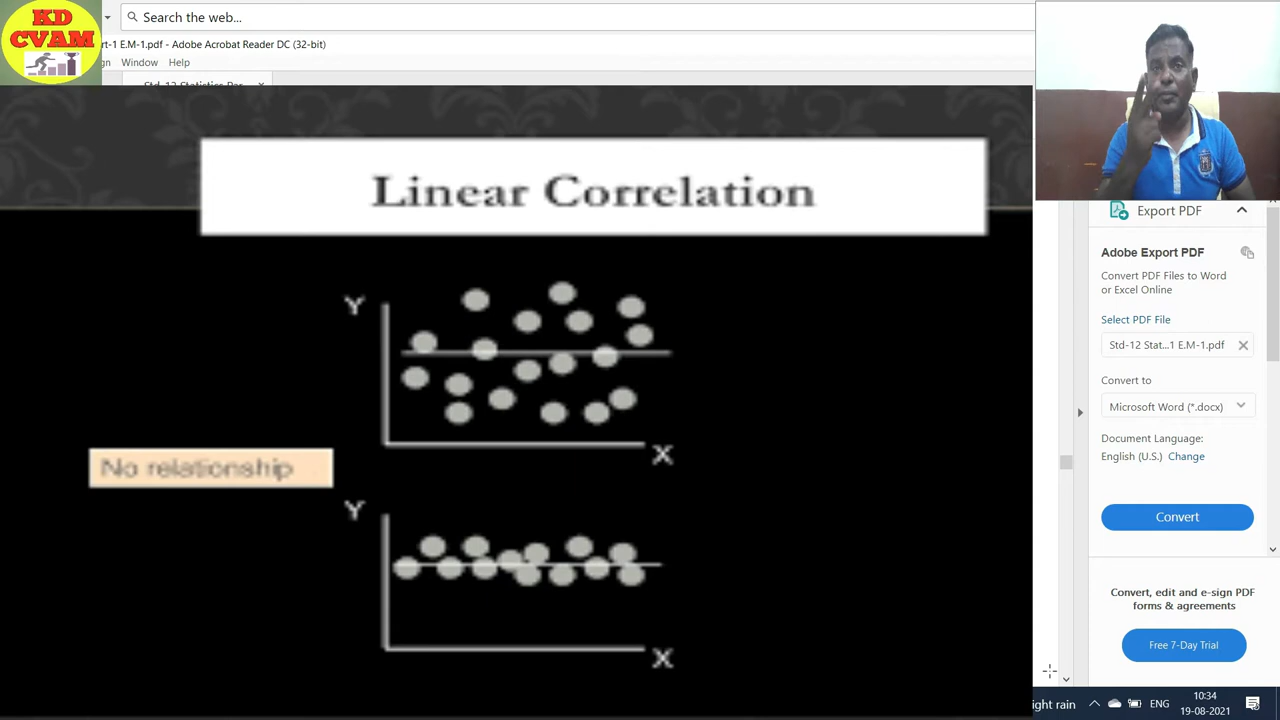 KD
CVAM
Search the web...
rt-1 E.M-1.pdf - Adobe Acrobat Reader DC (32-bit)
gn Window Help
Std-12 Statistics Par
Linear Correlation
Y
X
No relationship
Y
X
Export PDF
Adobe Export PDF
Convert PDF Files to Word
or Excel Online
Select PDF File
Std-12 Stat...1 E.M-1.pdf
Convert to
Microsoft Word (*.docx)
Document Language:
English (U.S.) Change
Convert
Convert, edit and e-sign PDF
forms & agreements
Free 7-Day Trial
ight rain
ENG
10:34
19-08-2021